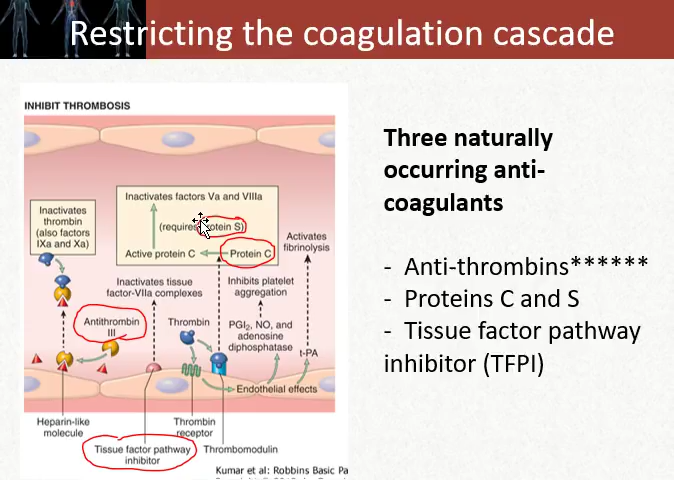 Restricting the coagulation cascade
INHIBIT THROMBOSIS
Inactivates
thrombin
(also factors
IXa and Xa)
Inactivates factors Va and VIIIa
(requires rotein S)
Active protein C
Protein C
Activates
fibrinolysis
Inactivates tissue
factor-VIIa complexes
Inhibits platelet
aggregation
Antithrombin
III
Thrombin
PGI₂, NO, and
adenosine
diphosphatase
t-PA
Endothelial effects
Heparin-like
molecule
Thrombin
receptor
Tissue factor pathway
inhibitor
Thrombomodulin
Kumar et al: Robbins Basic Pa
Three naturally
occurring anti-
coagulants
- Anti-thrombins******
- Proteins C and S
- Tissue factor pathway
inhibitor (TFPI)